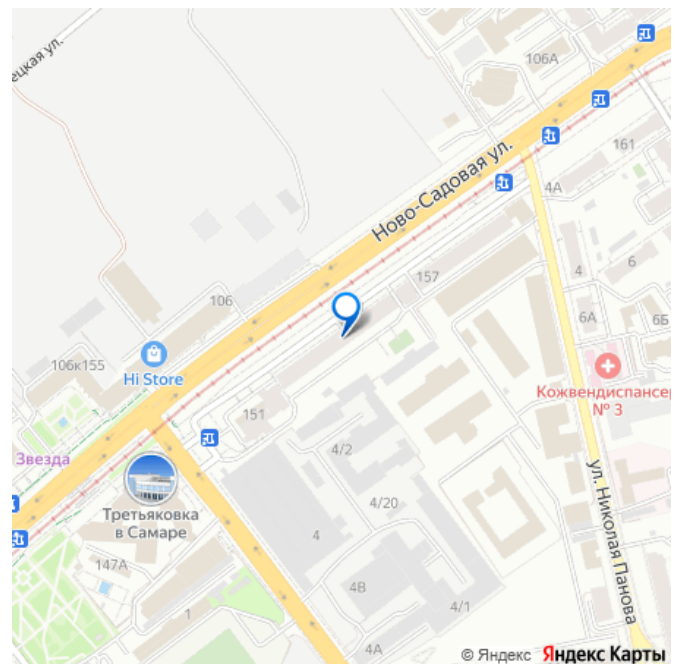 ецкая ул.
106А
161
Ново-Садовая ул.
4А
157
4
6
106
6А
6Б
106к155
Hi Store
Кожвендиспансер
№ 3
151
Звезда
4/2
ул. Николая Панова
Третьяковка
в Самаре
4/20
4
147А
4В
1
4/1
4А
© Яндекс Яндекс Карты